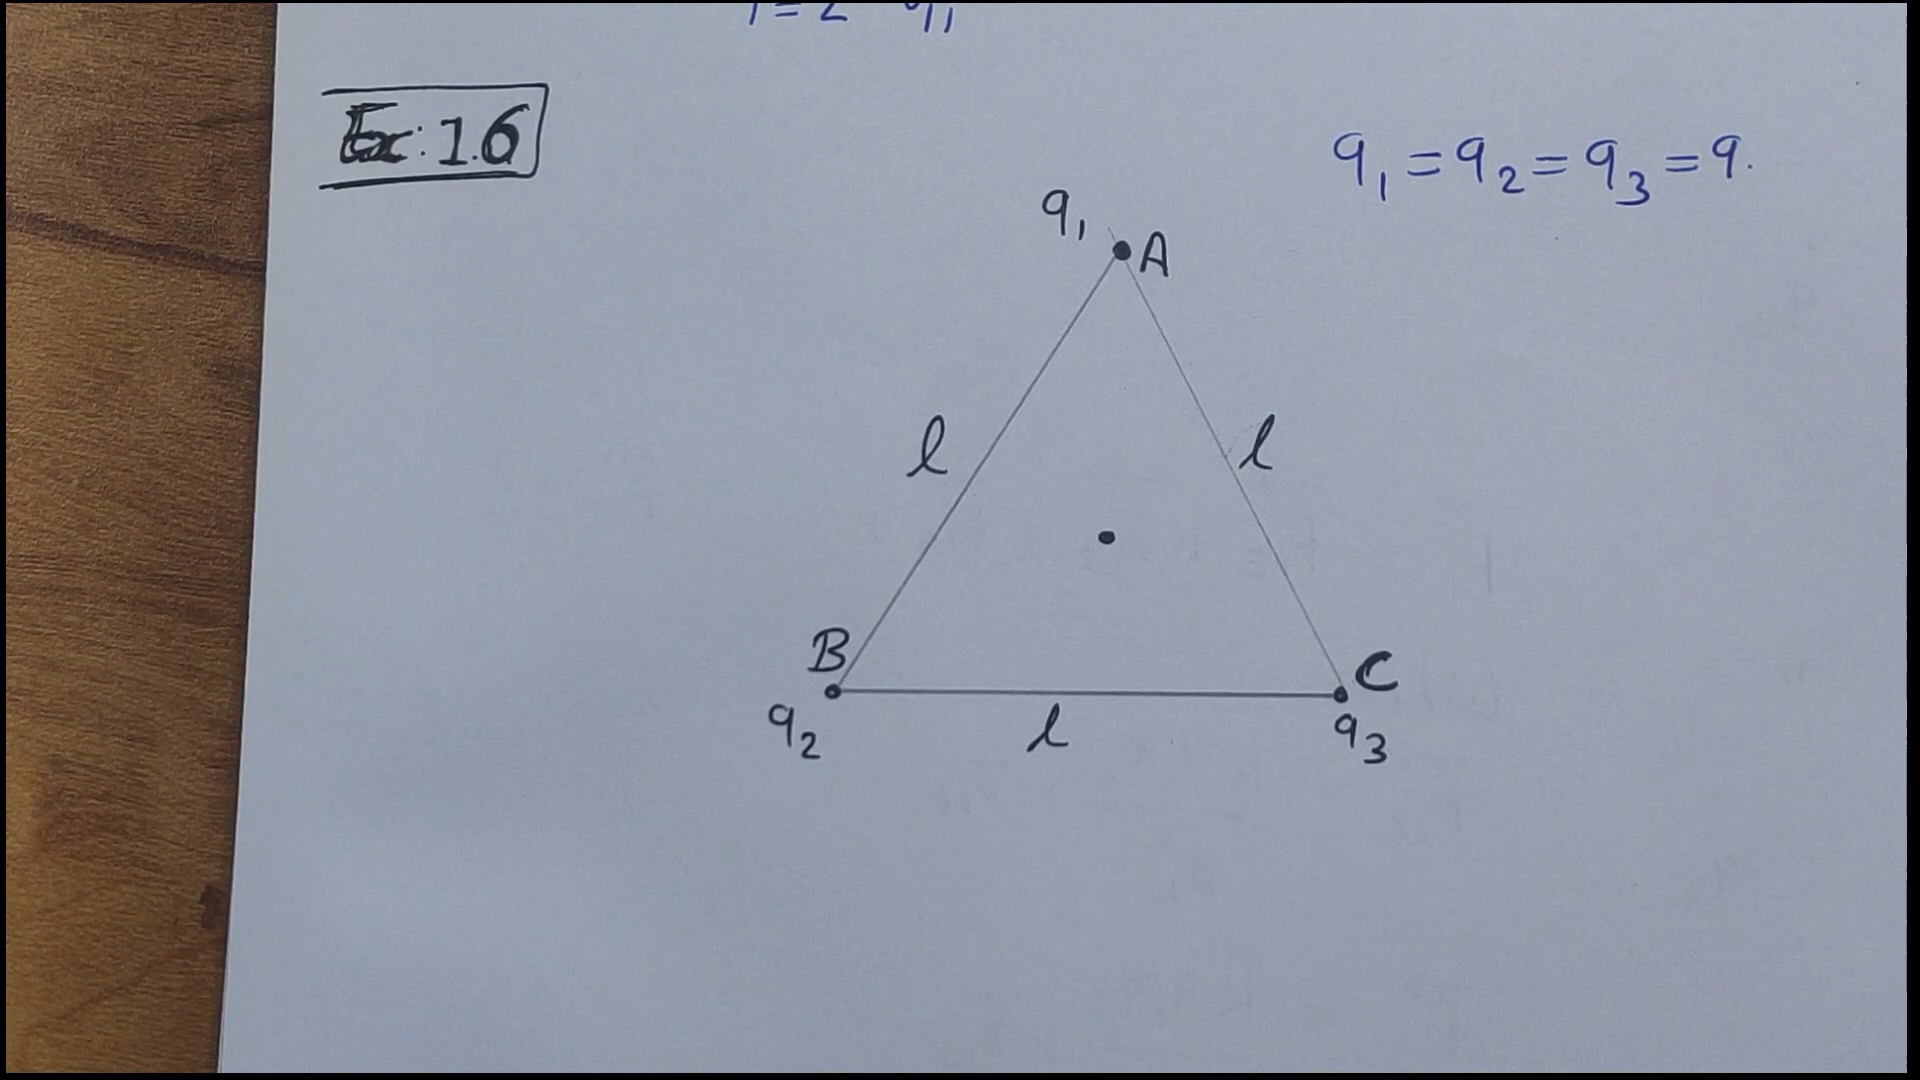 Ex: 1.6
q₁ = q₂ = q₃ = q.
q₁ A
l l
B C
q₂ l q₃